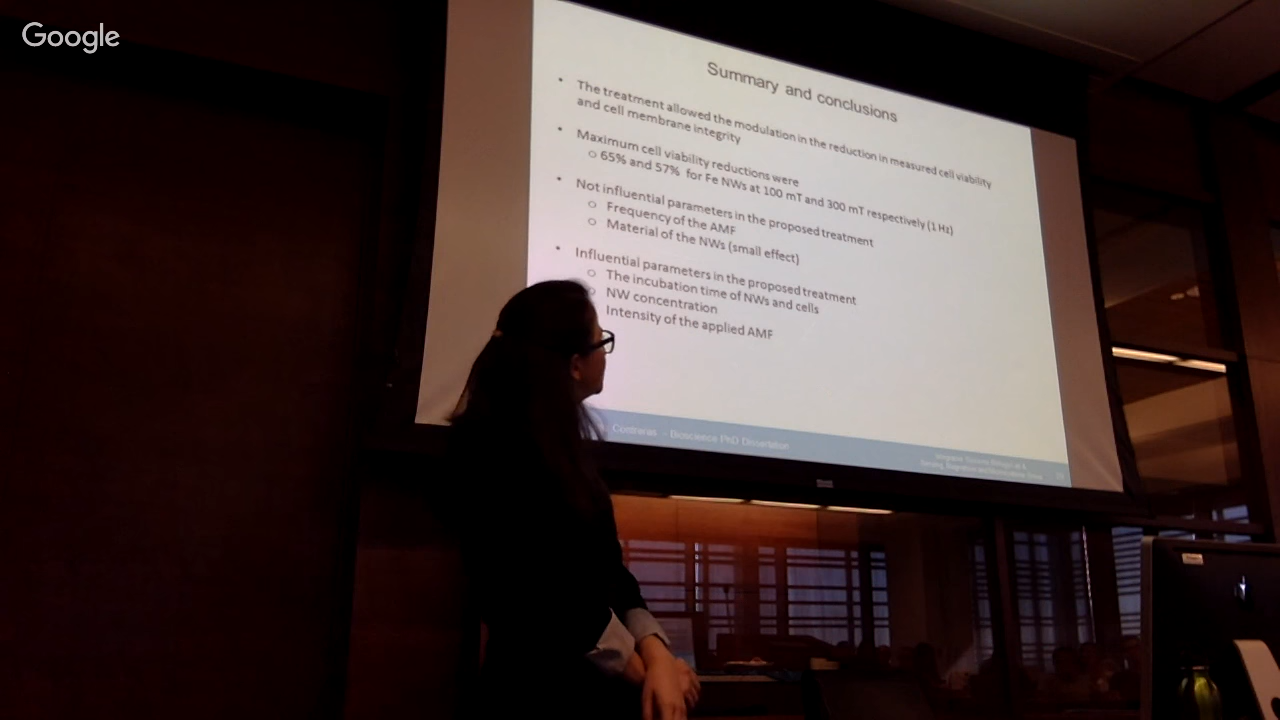 Google
Summary and conclusions
• The treatment allowed the modulation in the reduction in measured cell viability
and cell membrane integrity
• Maximum cell viability reductions were
o 65% and 57% for Fe NWs at 100 mT and 300 mT respectively (1 Hz)
• Not influential parameters in the proposed treatment
o Frequency of the AMF
o Material of the NWs (small effect)
• Influential parameters in the proposed treatment
o The incubation time of NWs and cells
o NW concentration
Intensity of the applied AMF
Contreras – Bioscience PhD Dissertation